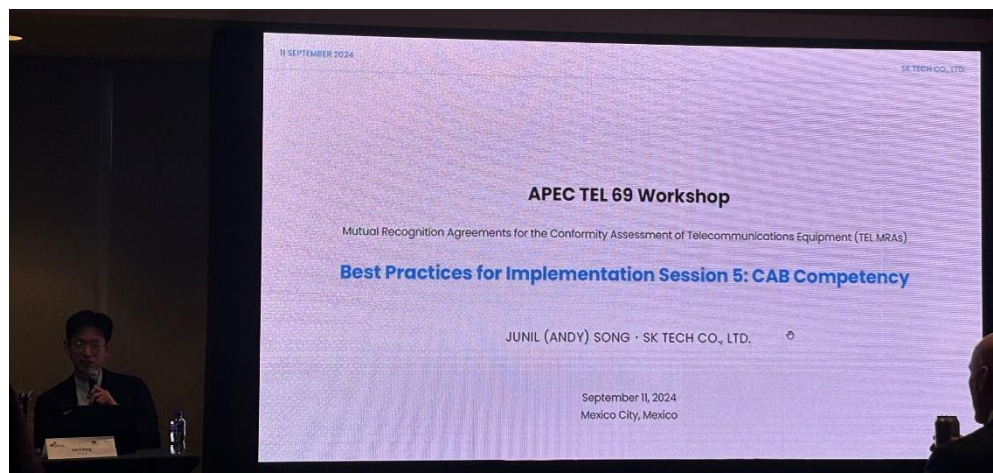 11 SEPTEMBER 2024
SK TECH CO., LTD.
APEC TEL 69 Workshop
Mutual Recognition Agreements for the Conformity Assessment of Telecommunications Equipment (TEL MRAs)
Best Practices for Implementation Session 5: CAB Competency
JUNIL (ANDY) SONG · SK TECH CO., LTD.
September 11, 2024
Mexico City, Mexico